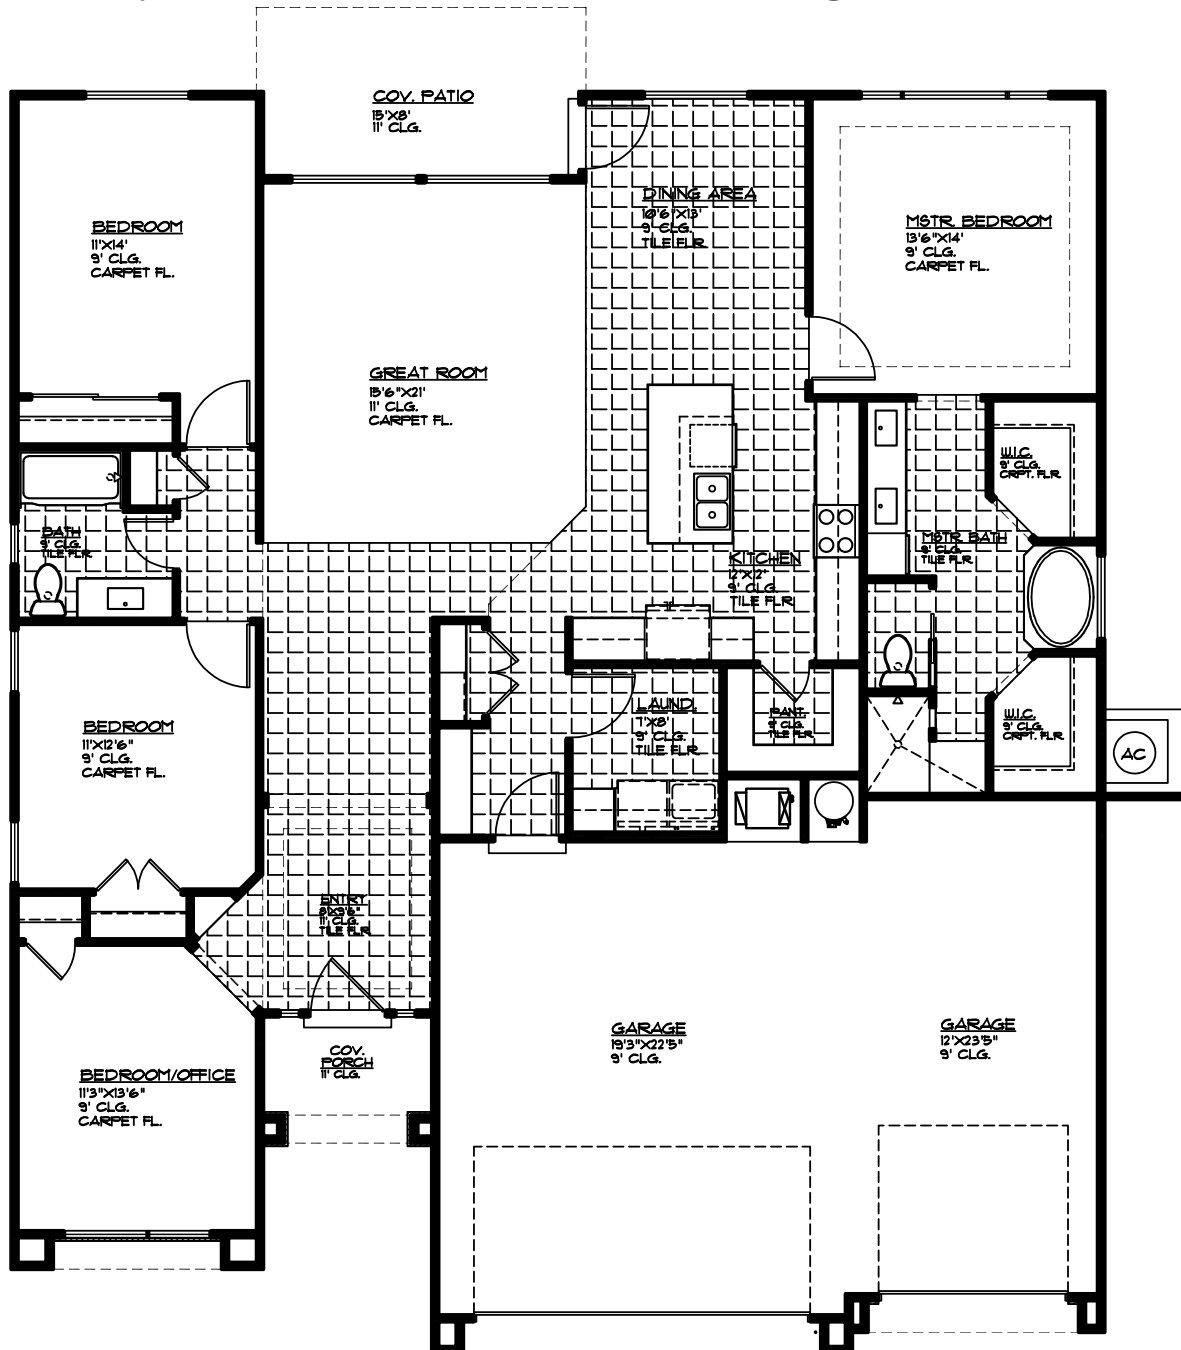 COV. PATIO
15'X8'
11' CLG.
BEDROOM
11'X14'
9' CLG.
CARPET FL.
DINING AREA
10'6"X13'
9' CLG.
TILE FLR.
MSTR. BEDROOM
13'6"X14'
9' CLG.
CARPET FL.
GREAT ROOM
15'6"X21'
11' CLG.
CARPET FL.
W.I.C.
9' CLG.
CRPT. FLR.
BATH
9' CLG.
TILE FLR.
MSTR. BATH
9' CLG.
TILE FLR.
KITCHEN
12'X12'
9' CLG.
TILE FLR.
BEDROOM
11'X12'6"
9' CLG.
CARPET FL.
LAUND.
7'X8'
9' CLG.
TILE FLR.
PANT.
9' CLG.
TILE FLR.
W.I.C.
9' CLG.
CRPT. FLR.
AC
ENTRY
8'X9'6"
11' CLG.
TILE FLR.
GARAGE
19'3"X22'5"
9' CLG.
GARAGE
12'X23'5"
9' CLG.
COV.
PORCH
11' CLG.
BEDROOM/OFFICE
11'3"X13'6"
9' CLG.
CARPET FL.